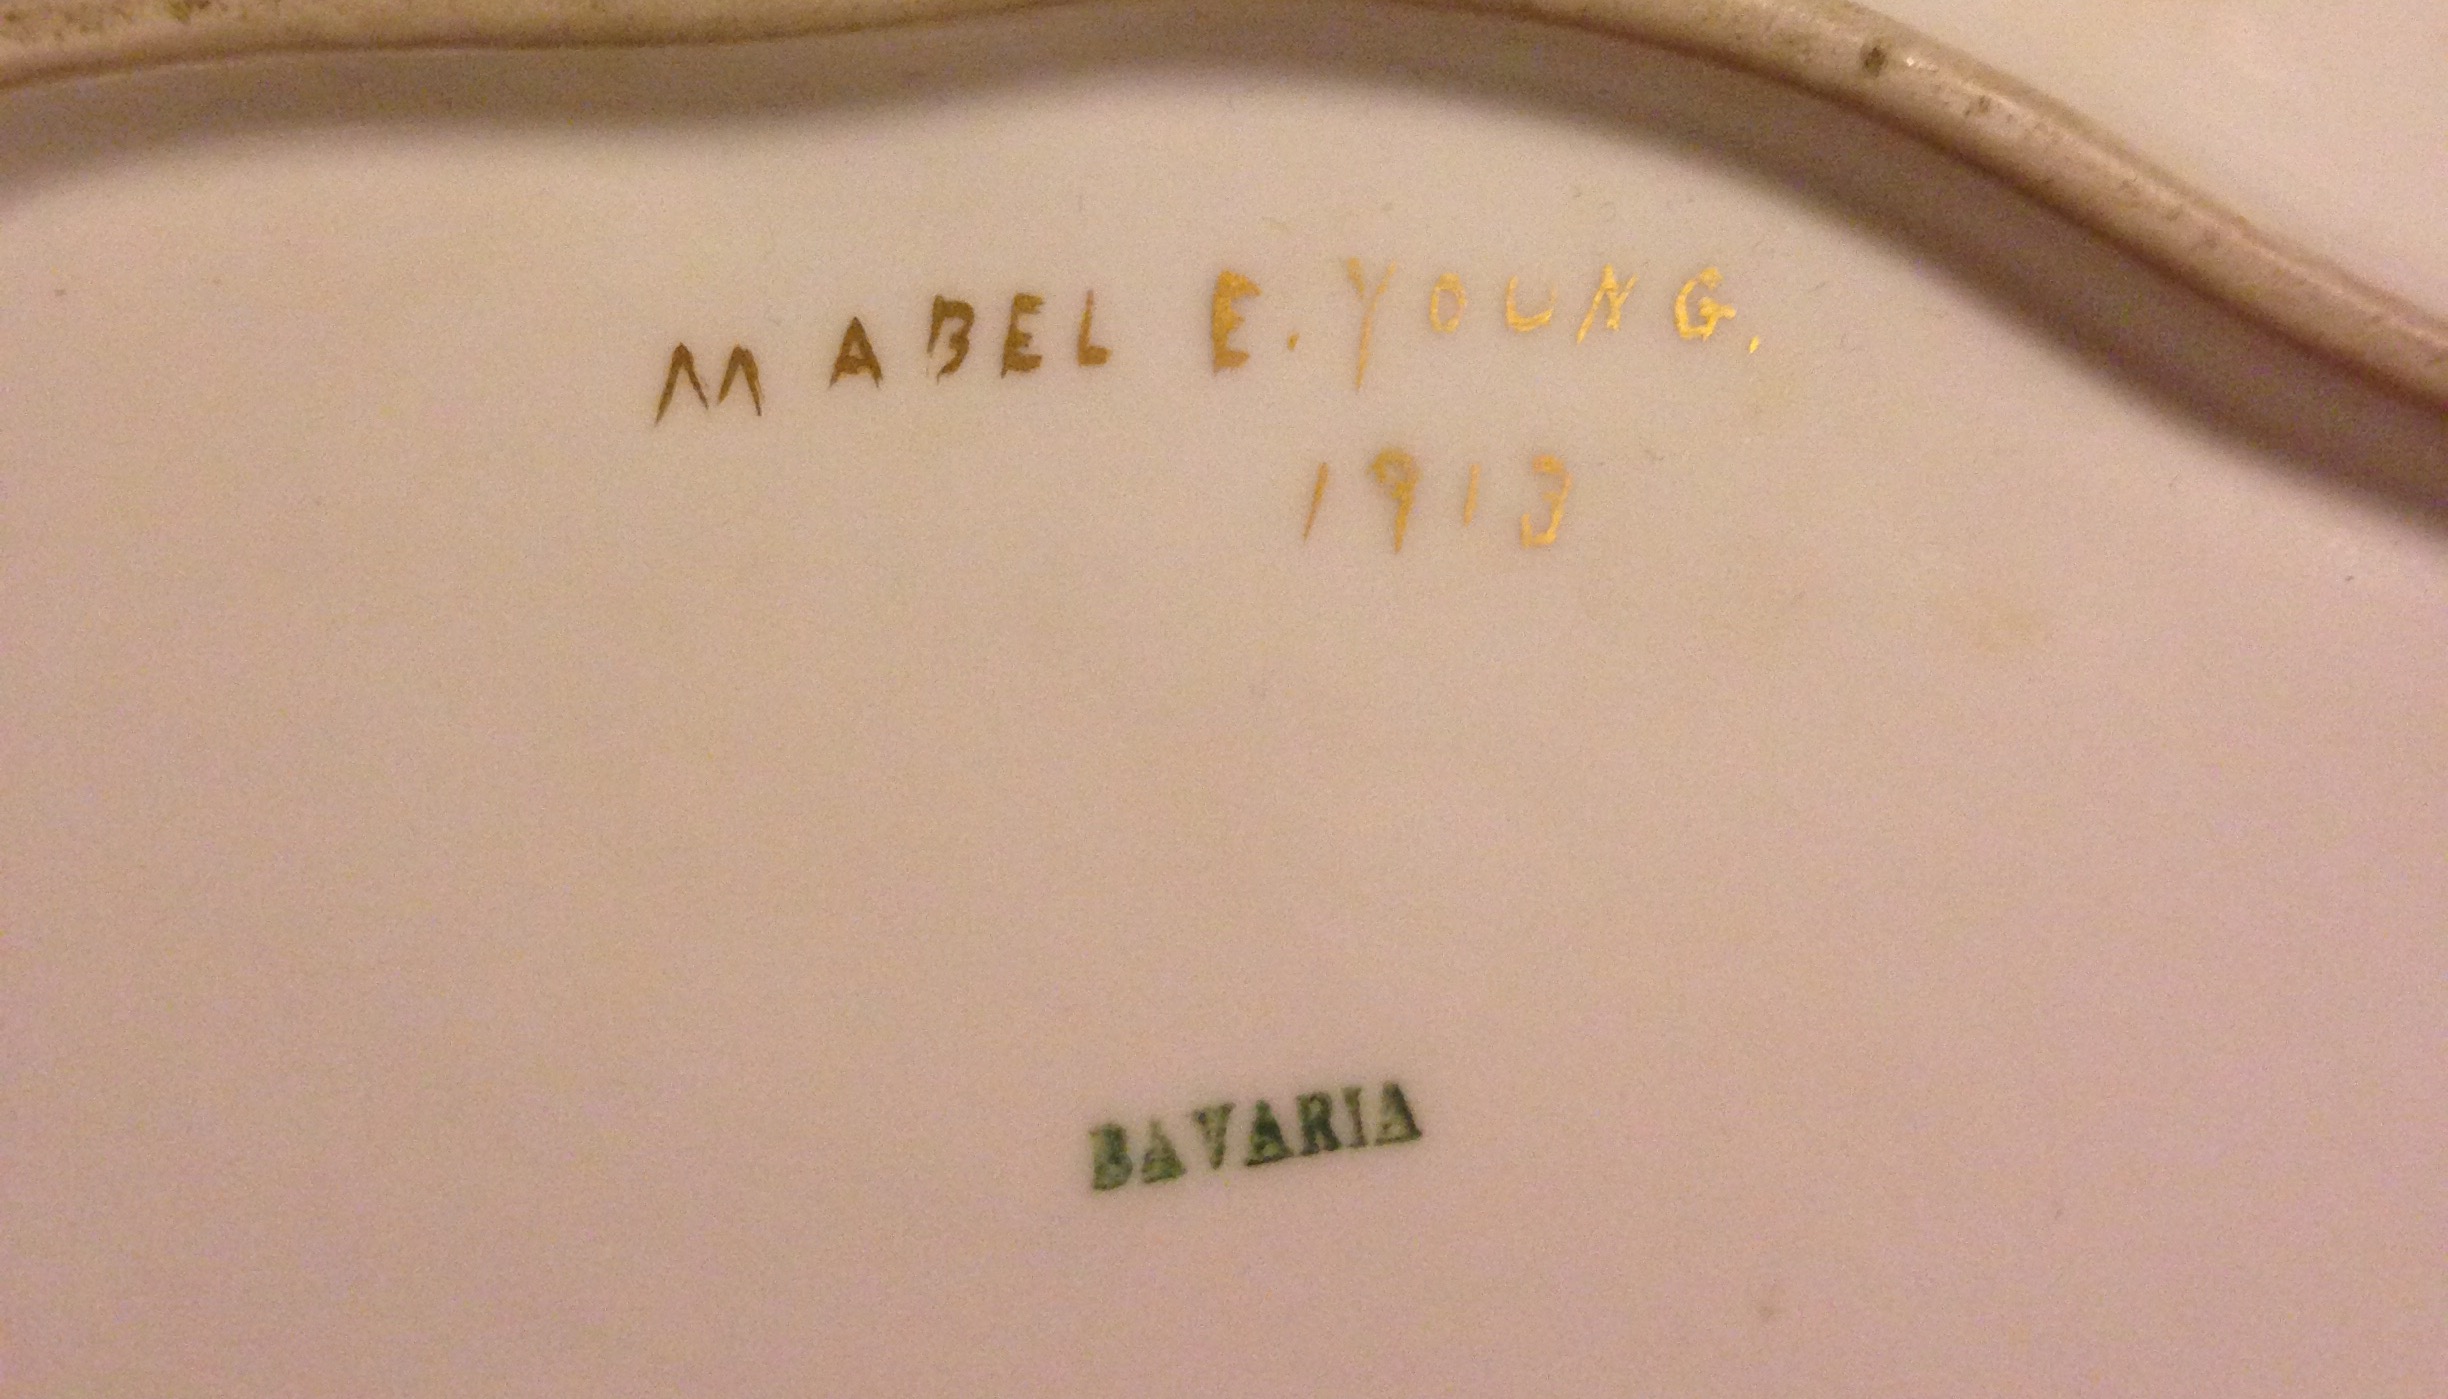 MABEL E. YOUNG.
1913
BAVARIA